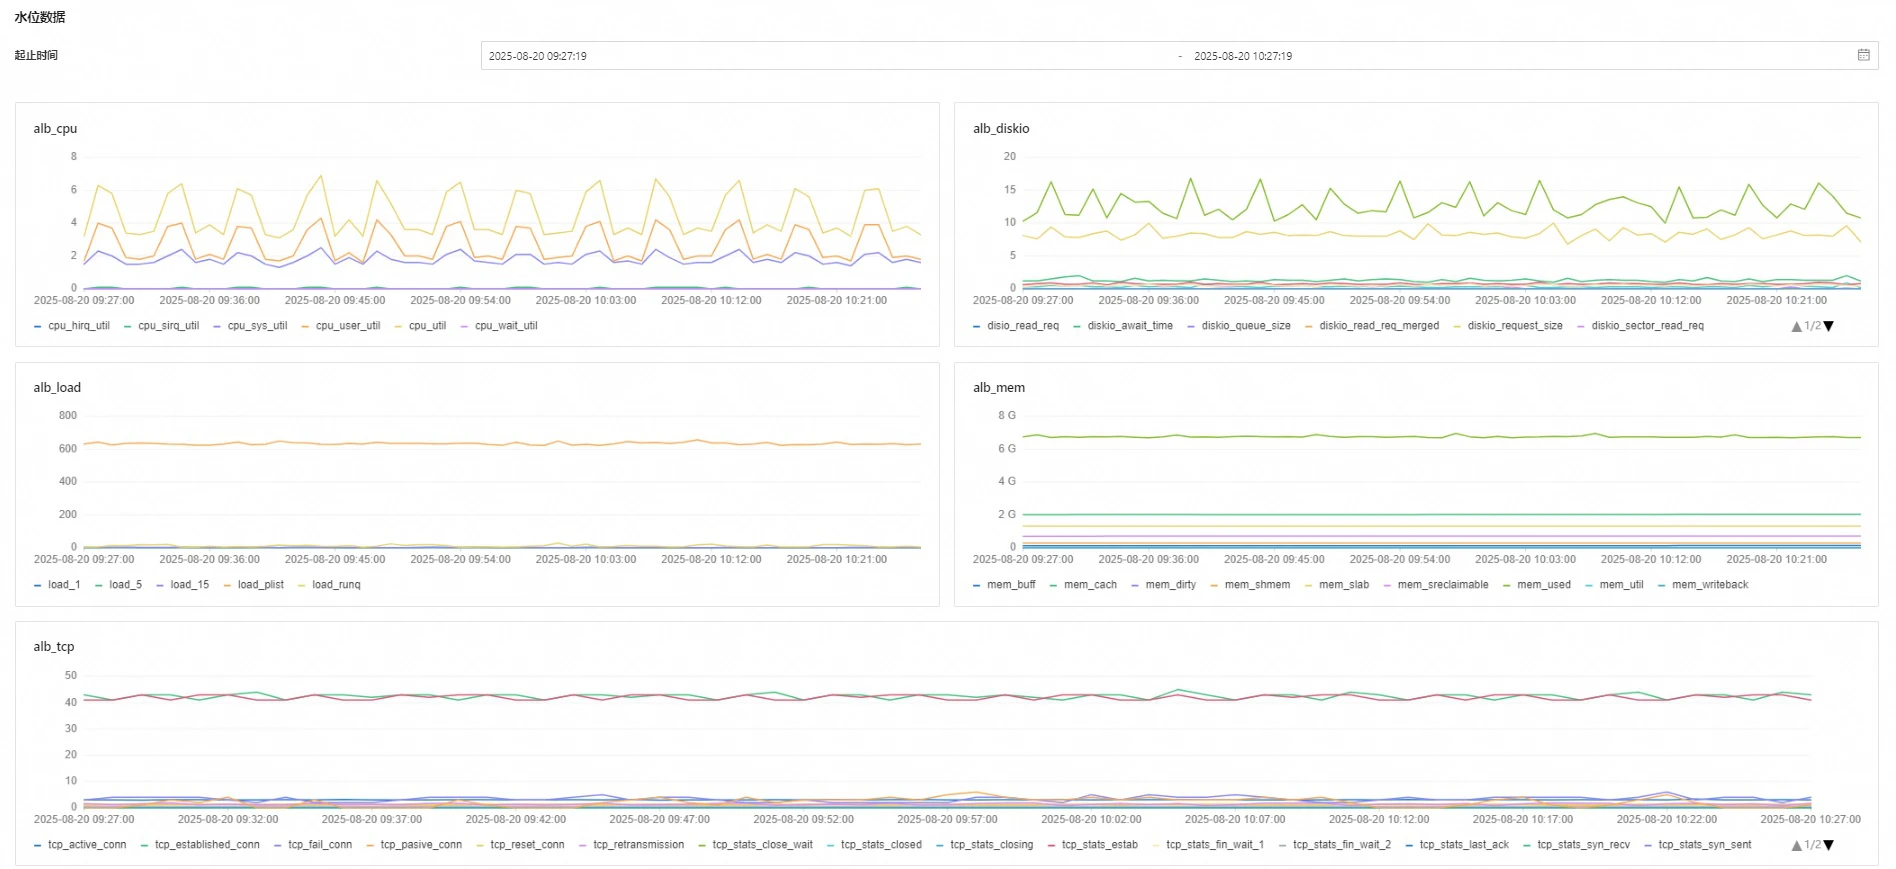 水位数据
起止时间
2025-08-20 09:27:19 - 2025-08-20 10:27:19
alb_cpu
8
6
4
2
0
2025-08-20 09:27:00 2025-08-20 09:36:00 2025-08-20 09:45:00 2025-08-20 09:54:00 2025-08-20 10:03:00 2025-08-20 10:12:00 2025-08-20 10:21:00
cpu_hirq_util cpu_sirq_util cpu_sys_util cpu_user_util cpu_util cpu_wait_util
alb_diskio
20
15
10
5
0
2025-08-20 09:27:00 2025-08-20 09:36:00 2025-08-20 09:45:00 2025-08-20 09:54:00 2025-08-20 10:03:00 2025-08-20 10:12:00 2025-08-20 10:21:00
disio_read_req diskio_await_time diskio_queue_size diskio_read_req_merged diskio_request_size diskio_sector_read_req ▲1/2▼
alb_load
800
600
400
200
0
2025-08-20 09:27:00 2025-08-20 09:36:00 2025-08-20 09:45:00 2025-08-20 09:54:00 2025-08-20 10:03:00 2025-08-20 10:12:00 2025-08-20 10:21:00
load_1 load_5 load_15 load_plist load_runq
alb_mem
8 G
6 G
4 G
2 G
0
2025-08-20 09:27:00 2025-08-20 09:36:00 2025-08-20 09:45:00 2025-08-20 09:54:00 2025-08-20 10:03:00 2025-08-20 10:12:00 2025-08-20 10:21:00
mem_buff mem_cach mem_dirty mem_shmem mem_slab mem_sreclaimable mem_used mem_util mem_writeback
alb_tcp
50
40
30
20
10
0
2025-08-20 09:27:00 2025-08-20 09:32:00 2025-08-20 09:37:00 2025-08-20 09:42:00 2025-08-20 09:47:00 2025-08-20 09:52:00 2025-08-20 09:57:00 2025-08-20 10:02:00 2025-08-20 10:07:00 2025-08-20 10:12:00 2025-08-20 10:17:00 2025-08-20 10:22:00 2025-08-20 10:27:00
tcp_active_conn tcp_established_conn tcp_fail_conn tcp_pasive_conn tcp_reset_conn tcp_retransmission tcp_stats_close_wait tcp_stats_closed tcp_stats_closing tcp_stats_estab tcp_stats_fin_wait_1 tcp_stats_fin_wait_2 tcp_stats_last_ack tcp_stats_syn_recv tcp_stats_syn_sent ▲1/2▼